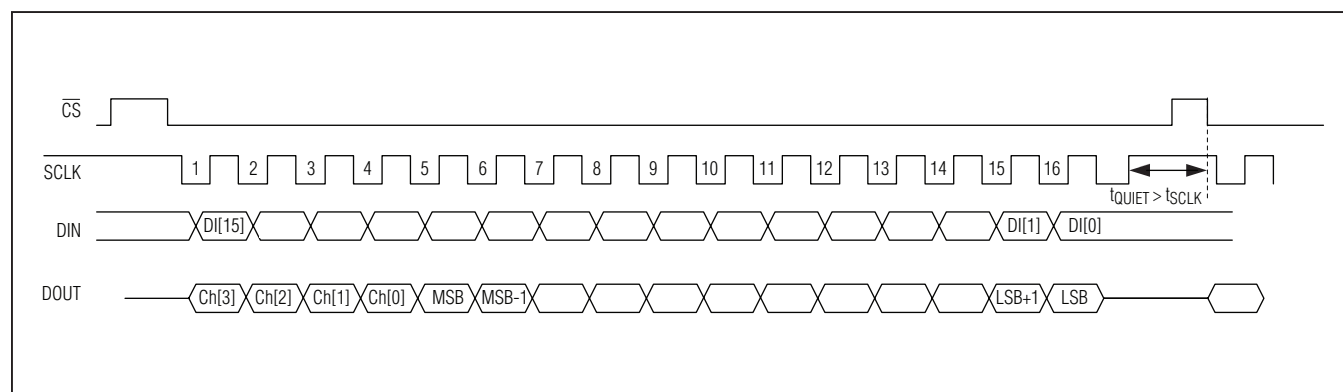 CS
SCLK 1 2 3 4 5 6 7 8 9 10 11 12 13 14 15 16
tQUIET > tSCLK
DIN DI[15] DI[1] DI[0]
DOUT Ch[3] Ch[2] Ch[1] Ch[0] MSB MSB-1 LSB+1 LSB